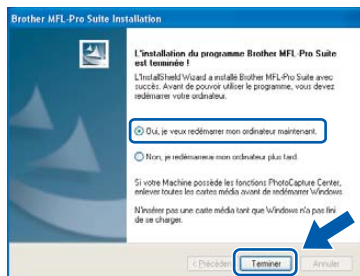 Brother MFL-Pro Suite Installation
L'installation du programme Brother MFL-Pro Suite
est terminée !
L'InstallShield Wizard a installé Brother MFL-Pro Suite avec
succès. Avant de pouvoir utiliser le programme, vous devez
redémarrer votre ordinateur.
Oui, je veux redémarrer mon ordinateur maintenant.
Non, je redémarrerai mon ordinateur plus tard.
Si votre Machine possède les fonctions PhotoCapture Center,
enlever toutes les cartes média avant de redémarrer Windows.
N'insérer pas une carte média tant que Windows n'a pas fini
de se charger.
< Précédent
Terminer
Annuler